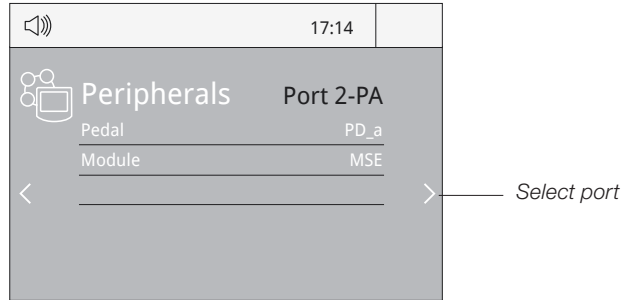 17:14
Peripherals Port 2-PA
Pedal PD_a
Module MSE
Select port